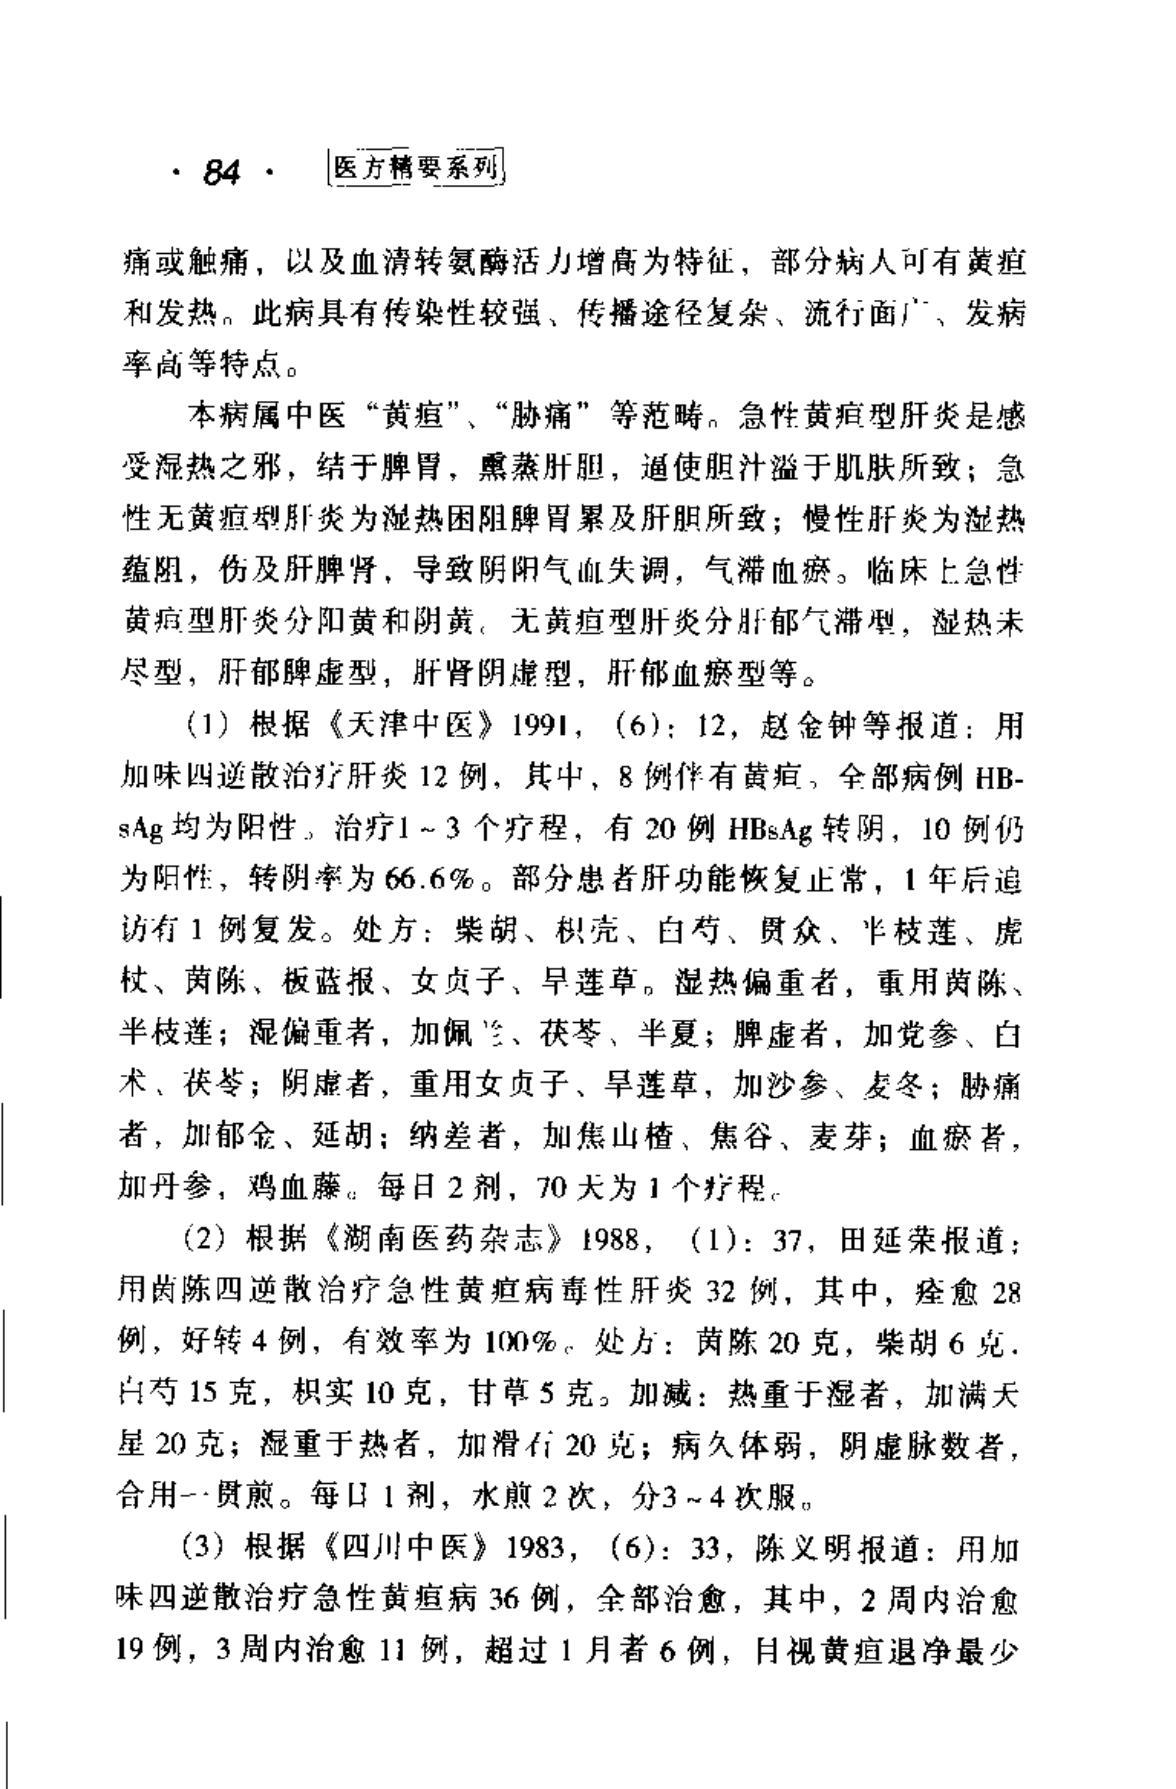 · 84 · 医方精要系列
痛或触痛，以及血清转氨酶活力增高为特征，部分病人可有黄疸
和发热。此病具有传染性较强、传播途径复杂、流行面广、发病
率高等特点。
本病属中医“黄疸”、“胁痛”等范畴。急性黄疸型肝炎是感
受湿热之邪，结于脾胃，熏蒸肝胆，逼使胆汁溢于肌肤所致；急
性无黄疸型肝炎为湿热困阻脾胃累及肝胆所致；慢性肝炎为湿热
蕴阻，伤及肝脾肾，导致阴阳气血失调，气滞血瘀。临床上急性
黄疸型肝炎分阳黄和阴黄。无黄疸型肝炎分肝郁气滞型，湿热未
尽型，肝郁脾虚型，肝肾阴虚型，肝郁血瘀型等。
（1）根据《天津中医》1991，（6）：12，赵金钟等报道：用
加味四逆散治疗肝炎 12 例，其中，8 例伴有黄疸。全部病例 HB-
sAg 均为阳性。治疗1～3 个疗程，有 20 例 HBsAg 转阴，10 例仍
为阳性，转阴率为 66.6%。部分患者肝功能恢复正常，1 年后追
访有 1 例复发。处方：柴胡、枳壳、白芍、贯众、半枝莲、虎
杖、茵陈、板蓝报、女贞子、旱莲草。湿热偏重者，重用茵陈、
半枝莲；湿偏重者，加佩兰、茯苓、半夏；脾虚者，加党参、白
术、茯苓；阴虚者，重用女贞子、旱莲草，加沙参、麦冬；胁痛
者，加郁金、延胡；纳差者，加焦山楂、焦谷、麦芽；血瘀者，
加丹参，鸡血藤。每日 2 剂，70 天为 1 个疗程。
（2）根据《湖南医药杂志》1988，（1）：37，田延荣报道：
用茵陈四逆散治疗急性黄疸病毒性肝炎 32 例，其中，痊愈 28
例，好转 4 例，有效率为 100%。处方：茵陈 20 克，柴胡 6 克，
白芍 15 克，枳实 10 克，甘草 5 克。加减：热重于湿者，加满天
星 20 克；湿重于热者，加滑石 20 克；病久体弱，阴虚脉数者，
合用一贯煎。每日 1 剂，水煎 2 次，分3～4 次服。
（3）根据《四川中医》1983，（6）：33，陈义明报道：用加
味四逆散治疗急性黄疸病 36 例，全部治愈，其中，2 周内治愈
19 例，3 周内治愈 11 例，超过 1 月者 6 例，目视黄疸退净最少